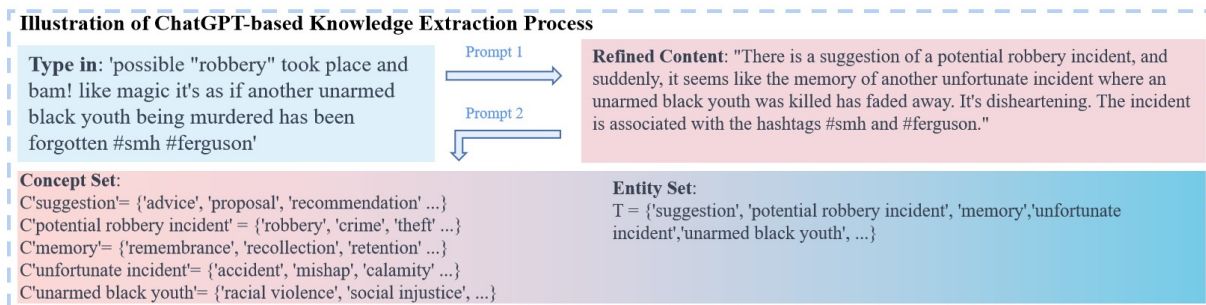 Illustration of ChatGPT-based Knowledge Extraction Process
Type in: 'possible "robbery" took place and
bam! like magic it's as if another unarmed
black youth being murdered has been
forgotten #smh #ferguson'
Prompt 1
Prompt 2
Refined Content: "There is a suggestion of a potential robbery incident, and
suddenly, it seems like the memory of another unfortunate incident where an
unarmed black youth was killed has faded away. It's disheartening. The incident
is associated with the hashtags #smh and #ferguson."
Concept Set:
C'suggestion'= {'advice', 'proposal', 'recommendation' ...}
C'potential robbery incident' = {'robbery', 'crime', 'theft' ...}
C'memory'= {'remembrance', 'recollection', 'retention' ...}
C'unfortunate incident'= {'accident', 'mishap', 'calamity' ...}
C'unarmed black youth'= {'racial violence', 'social injustice', ...}
Entity Set:
T = {'suggestion', 'potential robbery incident', 'memory','unfortunate
incident','unarmed black youth', ...}